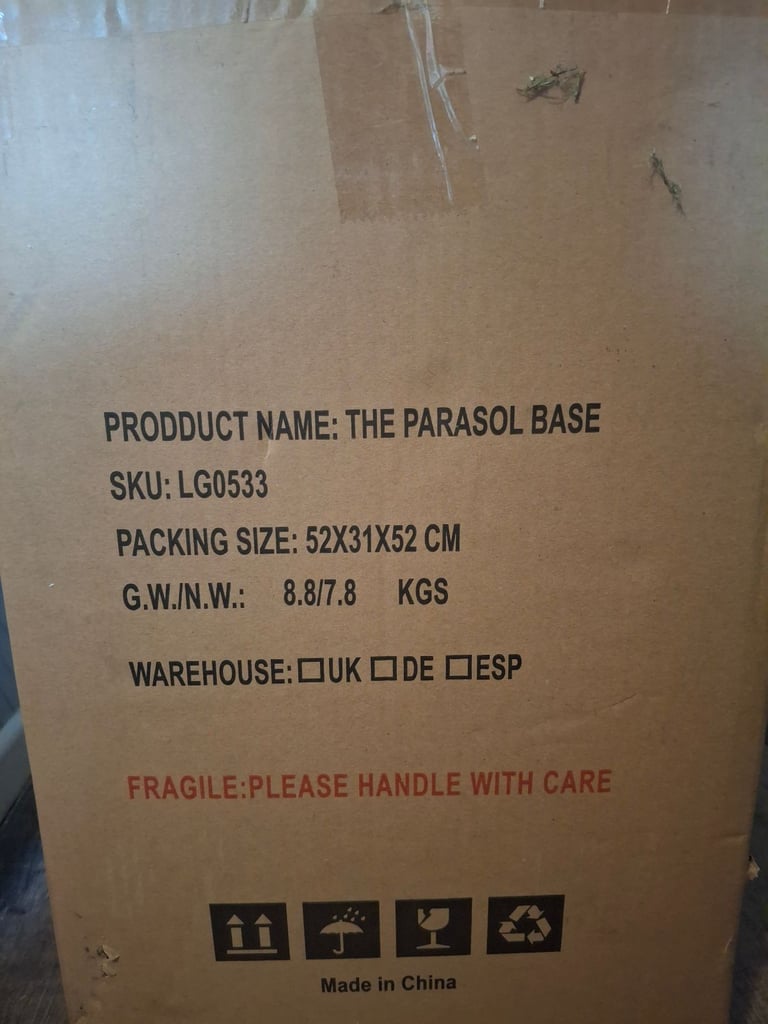 PRODDUCT NAME: THE PARASOL BASE
SKU: LG0533
PACKING SIZE: 52X31X52 CM
G.W./N.W.: 8.8/7.8 KGS
WAREHOUSE: □UK □DE □ESP
FRAGILE:PLEASE HANDLE WITH CARE
Made in China